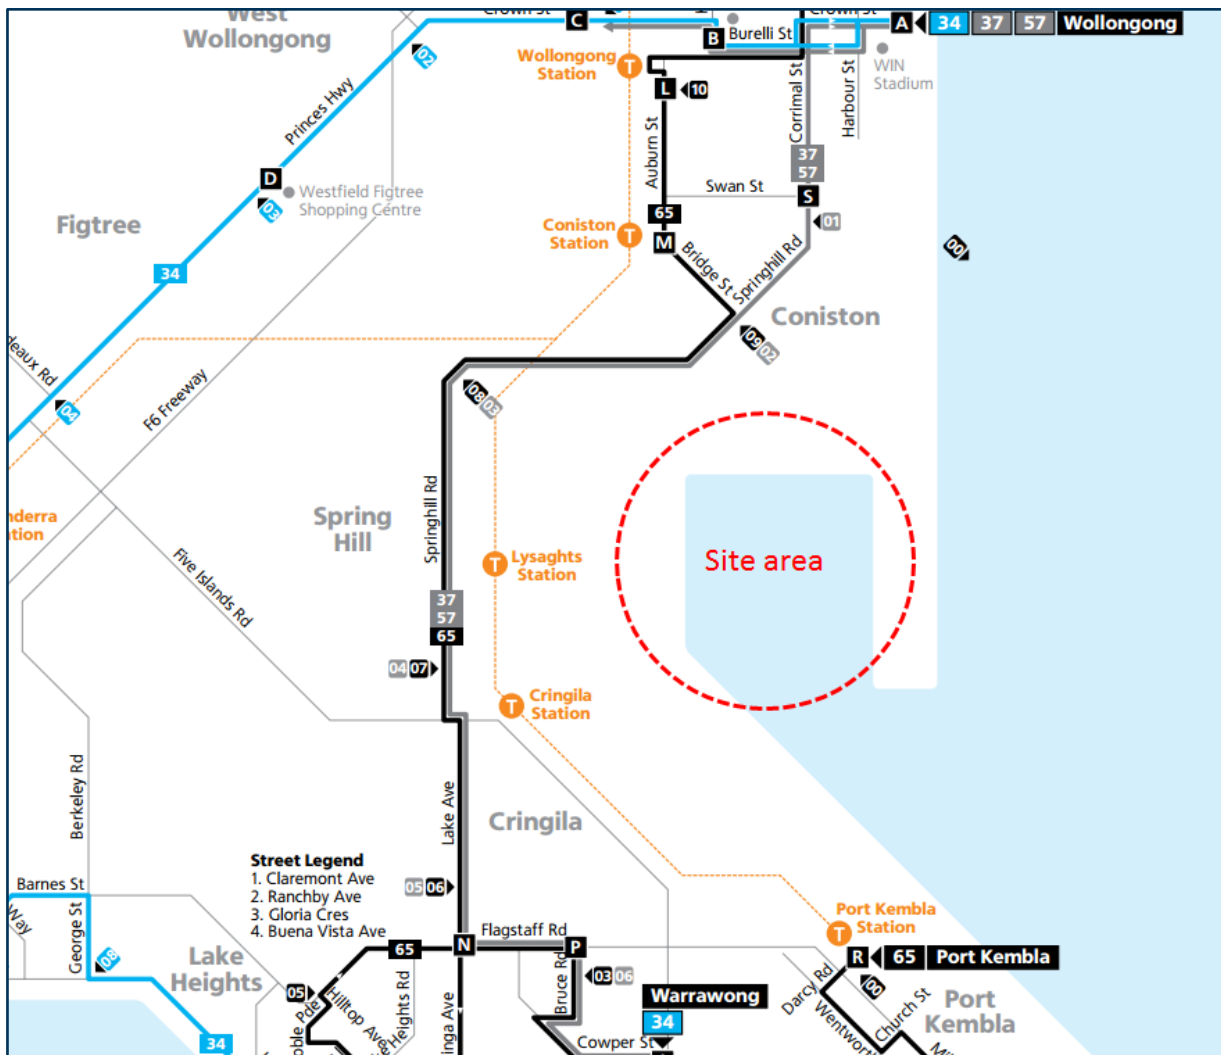 West
Wollongong
Crown St
C
B
Burelli St
Crown St
A
34
37
57
Wollongong
02
Wollongong
Station
T
WIN
Stadium
L
10
Princes Hwy
Corrimal St
Harbour St
D
Westfield Figtree
Shopping Centre
03
Auburn St
37
57
Swan St
S
Figtree
65
01
Coniston
Station
T
M
Bridge St
Springhill Rd
00
34
Coniston
09
02
deaux Rd
F6 Freeway
04
08
03
Springhill Rd
Spring
Hill
nderra
tion
Five Islands Rd
T
Lysaghts
Station
Site area
37
57
65
04
07
T
Cringila
Station
Berkeley Rd
Lake Ave
Cringila
Street Legend
1. Claremont Ave
2. Ranchby Ave
3. Gloria Cres
4. Buena Vista Ave
05
06
Barnes St
Way
George St
08
Lake
Heights
65
N
Flagstaff Rd
P
Port Kembla
Station
T
R
65
Port Kembla
00
05
Pde
Hilltop Ave
Heights Rd
Bruce Rd
03
06
Darcy Rd
Wentworth
Church St
Port
Kembla
Warrawong
34
34
Cowper St